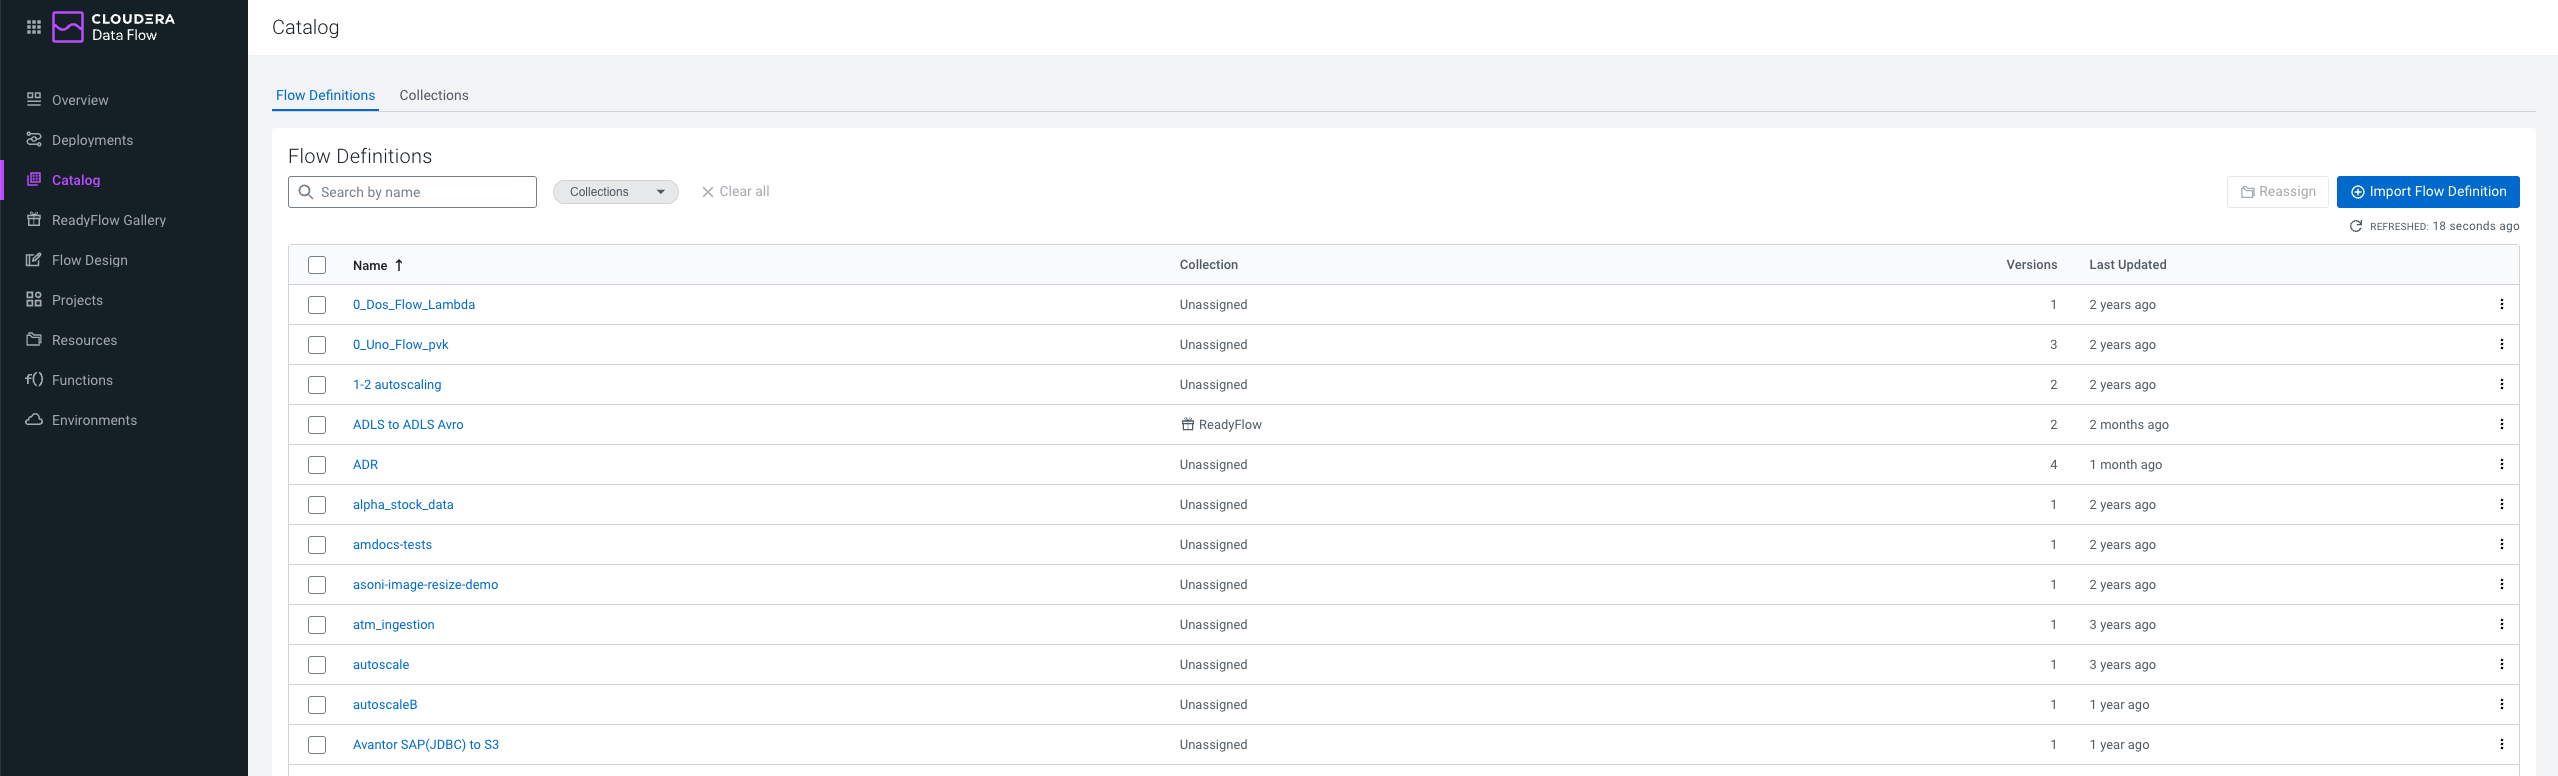 CLOUDERA
Data Flow
Overview
Deployments
Catalog
ReadyFlow Gallery
Flow Design
Projects
Resources
f() Functions
Environments
Catalog
Flow Definitions Collections
Flow Definitions
Search by name Collections Clear all Reassign Import Flow Definition
REFRESHED: 18 seconds ago
Name ↑ Collection Versions Last Updated
0_Dos_Flow_Lambda Unassigned 1 2 years ago
0_Uno_Flow_pvk Unassigned 3 2 years ago
1-2 autoscaling Unassigned 2 2 years ago
ADLS to ADLS Avro ReadyFlow 2 2 months ago
ADR Unassigned 4 1 month ago
alpha_stock_data Unassigned 1 2 years ago
amdocs-tests Unassigned 1 2 years ago
asoni-image-resize-demo Unassigned 1 2 years ago
atm_ingestion Unassigned 1 3 years ago
autoscale Unassigned 1 3 years ago
autoscaleB Unassigned 1 1 year ago
Avantor SAP(JDBC) to S3 Unassigned 1 1 year ago